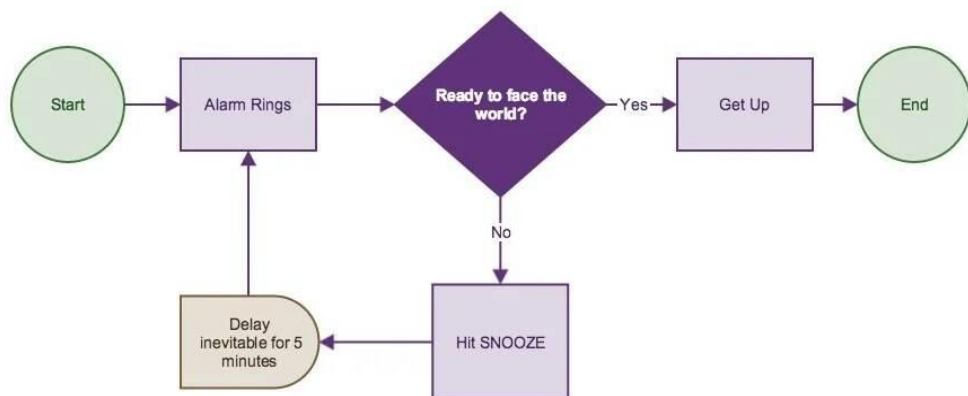 Start
Alarm Rings
Ready to face the
world?
Yes
Get Up
End
No
Hit SNOOZE
Delay
inevitable for 5
minutes